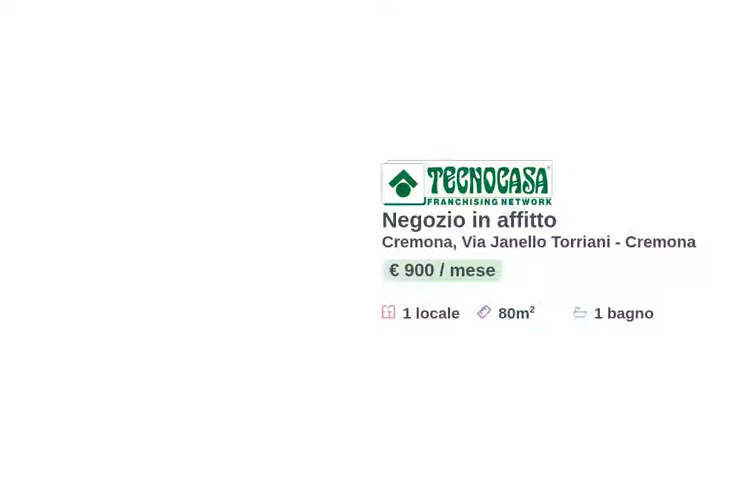 TECNOCASA®
FRANCHISING NETWORK
Negozio in affitto
Cremona, Via Janello Torriani - Cremona
€ 900 / mese
1 locale 80m² 1 bagno